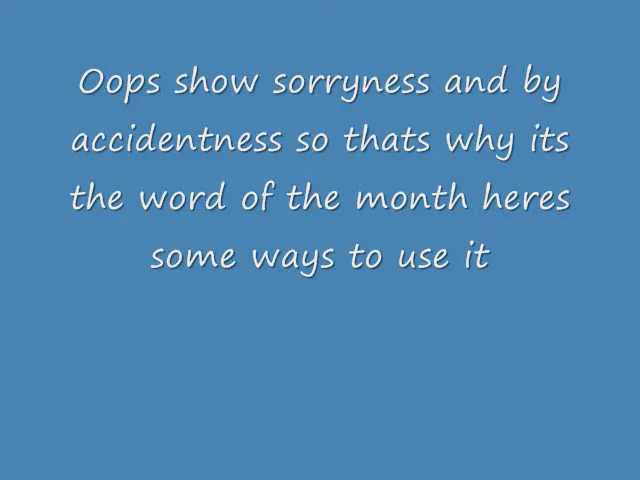 Oops show sorryness and by
accidentness so thats why its
the word of the month heres
some ways to use it